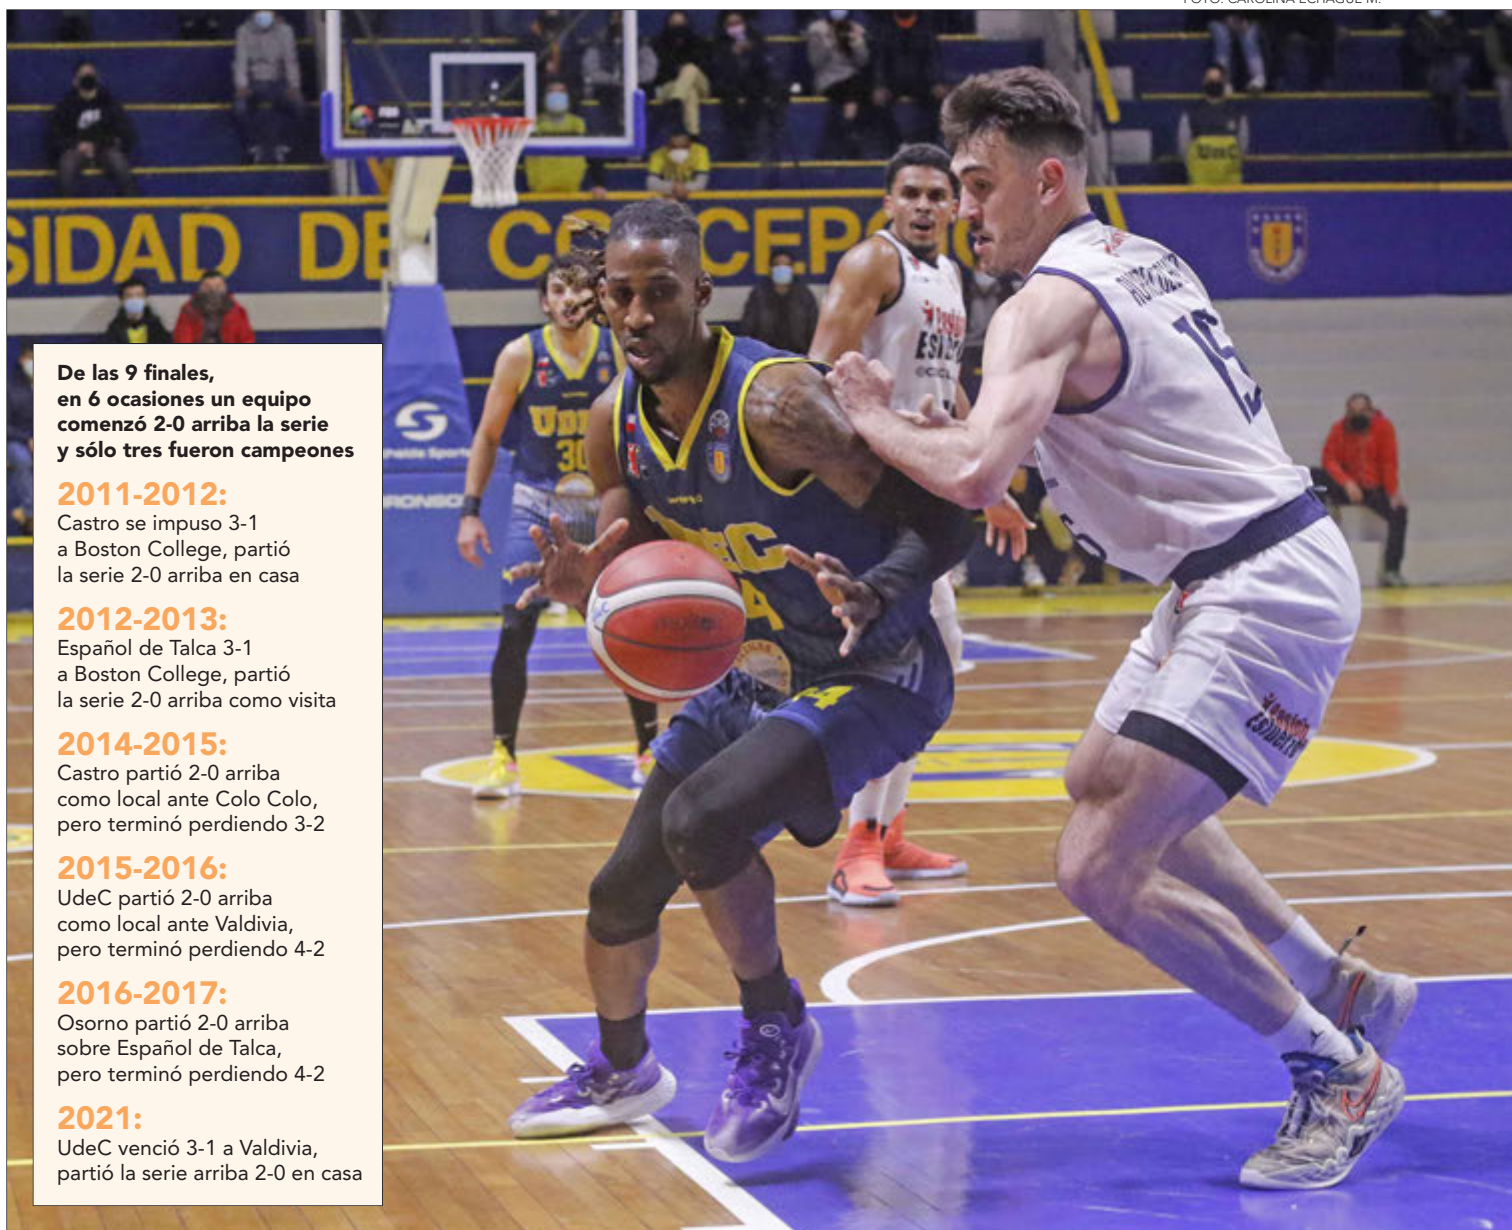 De las 9 finales,
en 6 ocasiones un equipo
comenzó 2-0 arriba la serie
y sólo tres fueron campeones
2011-2012:
Castro se impuso 3-1
a Boston College, partió
la serie 2-0 arriba en casa
2012-2013:
Español de Talca 3-1
a Boston College, partió
la serie 2-0 arriba como visita
2014-2015:
Castro partió 2-0 arriba
como local ante Colo Colo,
pero terminó perdiendo 3-2
2015-2016:
UdeC partió 2-0 arriba
como local ante Valdivia,
pero terminó perdiendo 4-2
2016-2017:
Osorno partió 2-0 arriba
sobre Español de Talca,
pero terminó perdiendo 4-2
2021:
UdeC venció 3-1 a Valdivia,
partió la serie arriba 2-0 en casa
SIDAD DE CONCEPCIO
UdeC
30
15